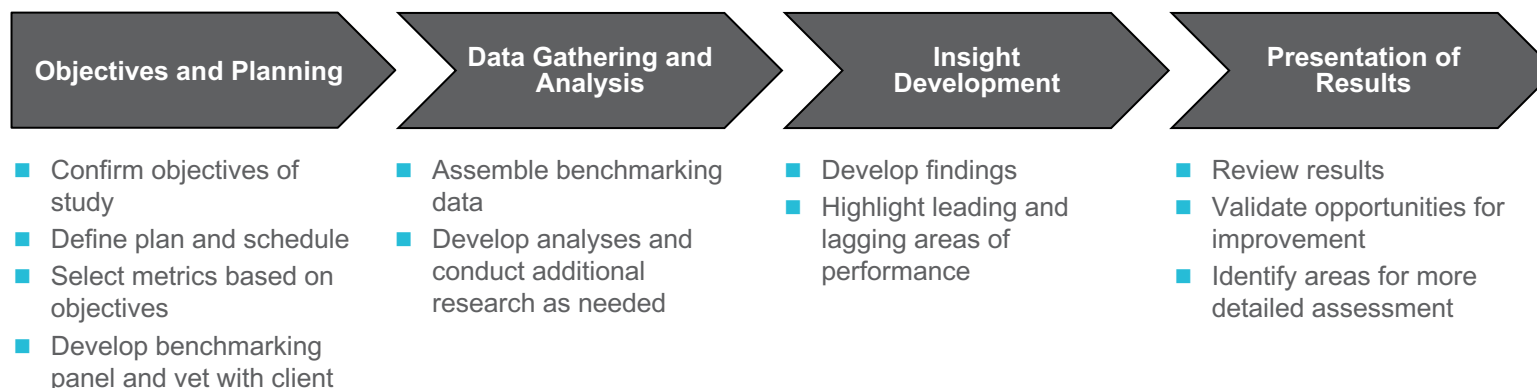 Objectives and Planning
Data Gathering and
Analysis
Insight
Development
Presentation of
Results
Confirm objectives of
study
Define plan and schedule
Select metrics based on
objectives
Develop benchmarking
panel and vet with client
Assemble benchmarking
data
Develop analyses and
conduct additional
research as needed
Develop findings
Highlight leading and
lagging areas of
performance
Review results
Validate opportunities for
improvement
Identify areas for more
detailed assessment